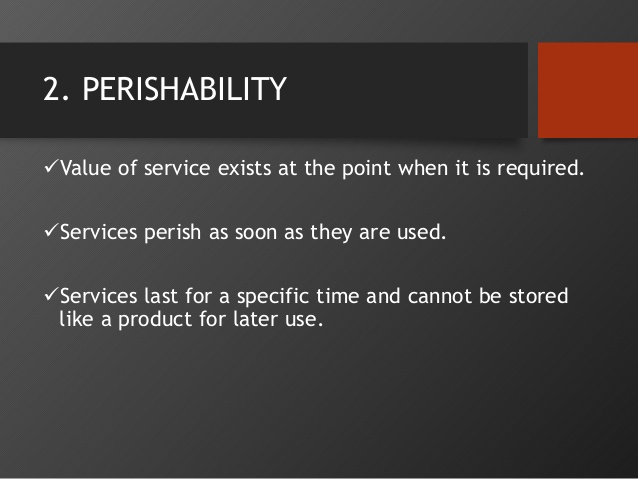 2. PERISHABILITY
✓Value of service exists at the point when it is required.
✓Services perish as soon as they are used.
✓Services last for a specific time and cannot be stored
like a product for later use.